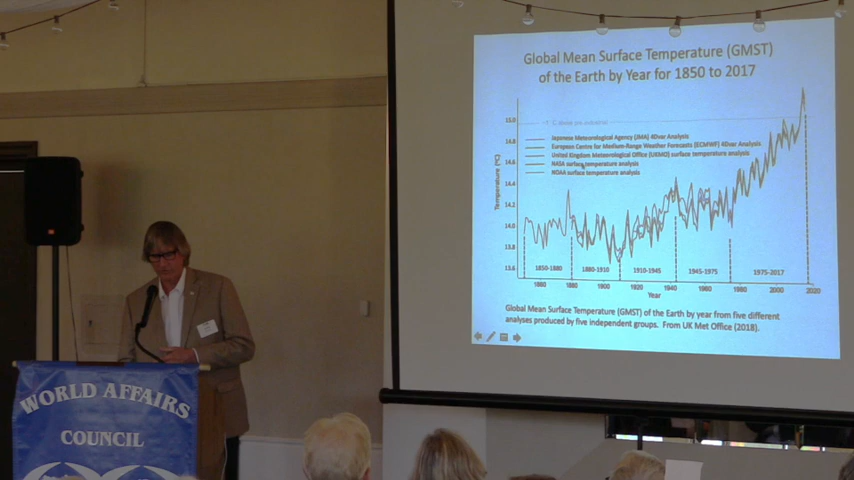 Global Mean Surface Temperature (GMST)
of the Earth by Year for 1850 to 2017
Japanese Meteorological Agency (JMA) 40var Analysis
European Centre for Medium-Range Weather Forecasts (ECMWF) 40var Analysis
United Kingdom Meteorological Office (UKMO) surface temperature analysis
NASA surface temperature analysis
NOAA surface temperature analysis
Temperature (°C)
15.0
14.8
14.6
14.4
14.2
14.0
13.8
13.6
1850-1880
1880-1910
1910-1945
1945-1975
1975-2017
1860
1880
1900
1920
1940
1960
1980
2000
2020
Year
Global Mean Surface Temperature (GMST) of the Earth by year from five different
analyses produced by five independent groups. From UK Met Office (2018).
WORLD AFFAIRS
COUNCIL